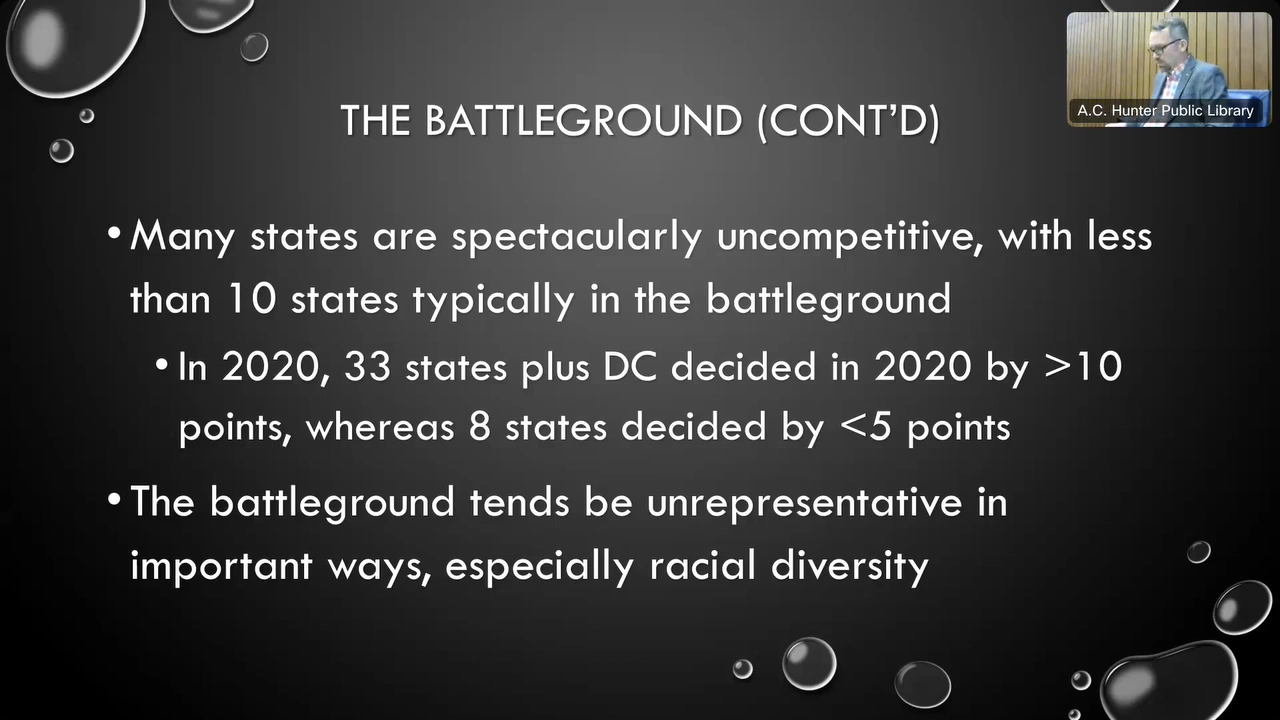 A.C. Hunter Public Library
THE BATTLEGROUND (CONT’D)
•Many states are spectacularly uncompetitive, with less
than 10 states typically in the battleground
•In 2020, 33 states plus DC decided in 2020 by >10
points, whereas 8 states decided by <5 points
•The battleground tends be unrepresentative in
important ways, especially racial diversity